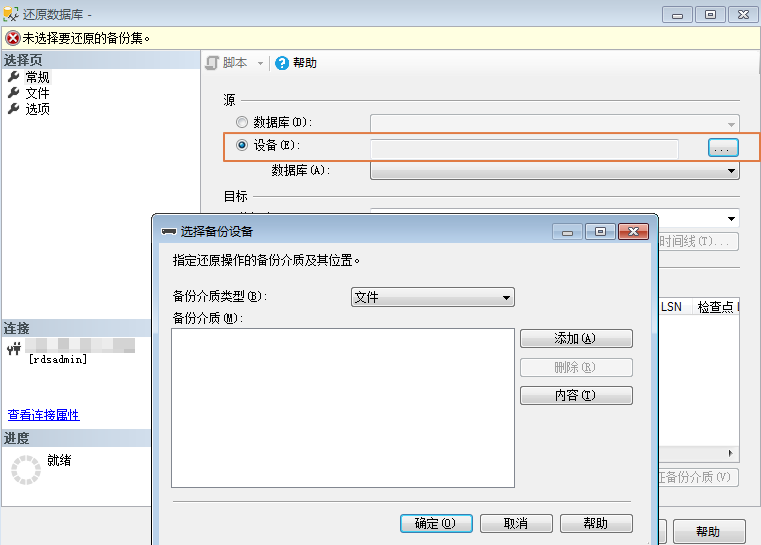 还原数据库 -
未选择要还原的备份集。
选择页
常规
文件
选项
脚本
帮助
源
数据库(D):
设备(E):
...
数据库(A):
目标
选择备份设备
指定还原操作的备份介质及其位置。
备份介质类型(B):
文件
备份介质(M):
添加(A)
删除(R)
内容(T)
确定(O)
取消
帮助
时间线(T)...
LSN
检查点
连接
[rdsadmin]
查看连接属性
进度
就绪
备份介质(V)
帮助